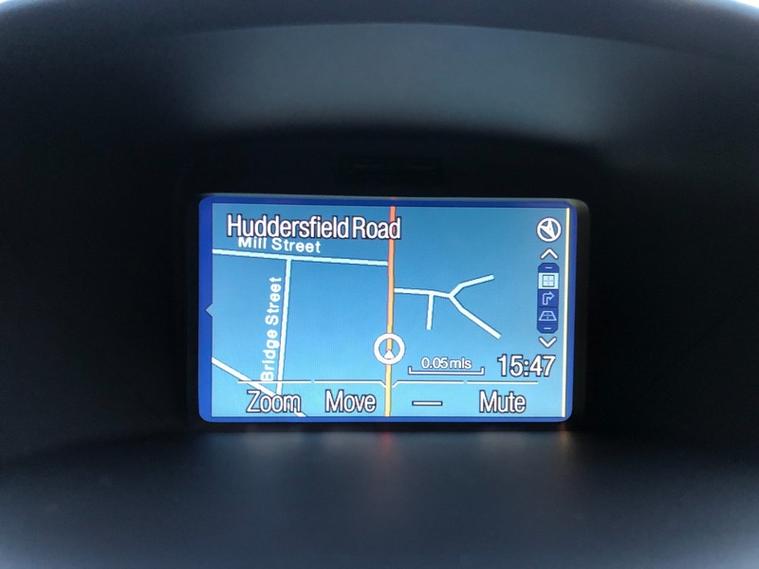 Huddersfield Road
Mill Street
Bridge Street
0.05 mls
15:47
Zoom Move — Mute